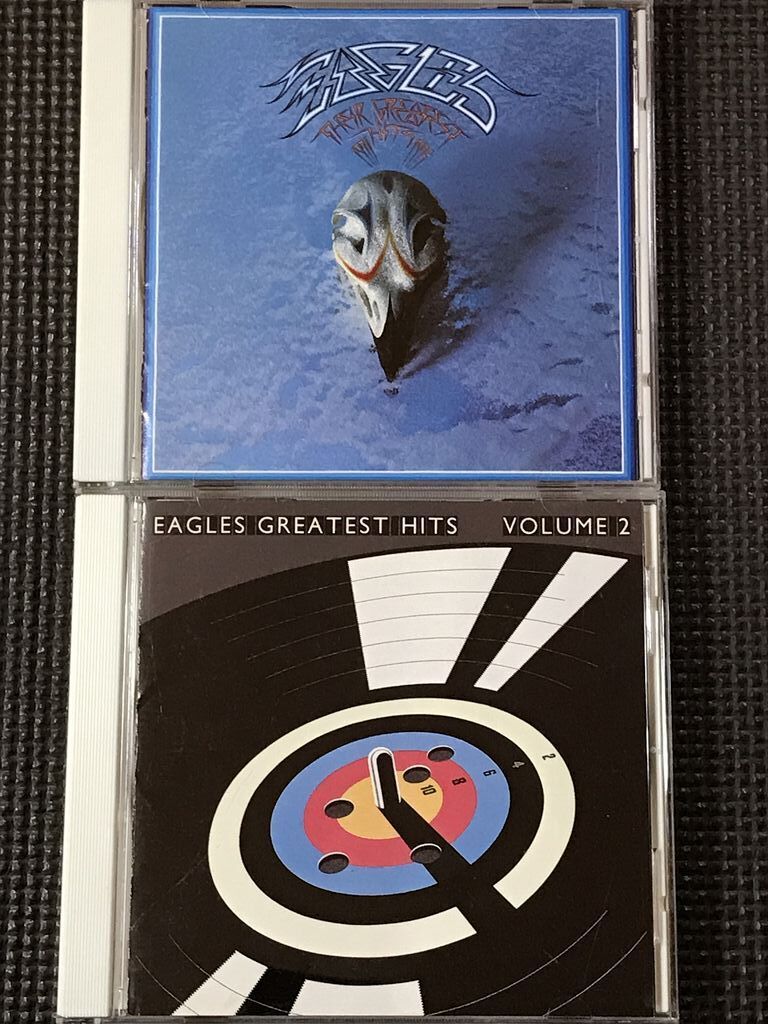 EAGLES
THEIR GREATEST
HITS
EAGLES GREATEST HITS VOLUME 2
2
4
6
8
10